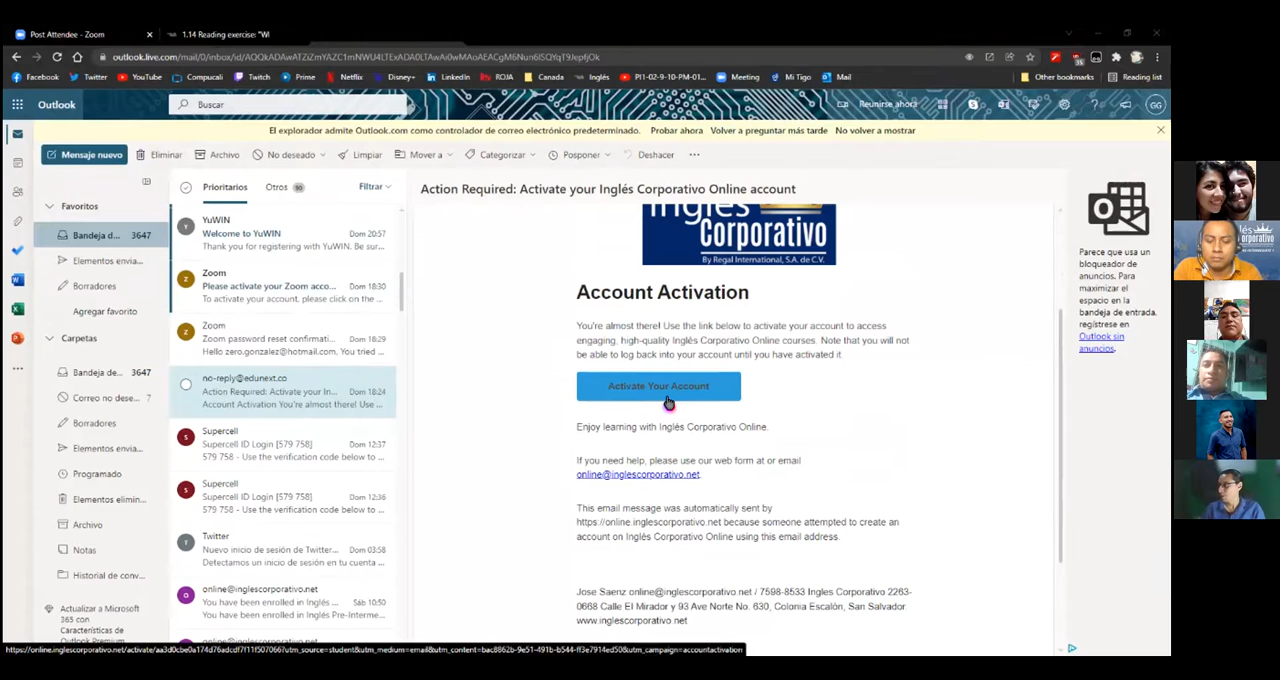 Post Attendee - Zoom
1.14 Reading exercise: "Wl
outlook.live.com/mail/0/inbox/id/
Facebook Twitter YouTube Compucali Twitch Prime Netflix Disney+ LinkedIn ROJA Canada Inglés PI1-02-9-10-PM-01... Meeting Mi Tigo Mail Other bookmarks Reading list
Outlook
Buscar
Reunirse ahora
GG
El explorador admite Outlook.com como controlador de correo electrónico predeterminado. Probar ahora Volver a preguntar más tarde No volver a mostrar
Mensaje nuevo Eliminar Archivo No deseado Limpiar Mover a Categorizar Posponer Deshacer
Favoritos
Bandeja d... 3647
Elementos envia...
Borradores
Agregar favorito
Carpetas
Bandeja de... 3647
Correo no dese... 7
Borradores
Elementos envia...
Programado
Elementos elimin...
Archivo
Notas
Historial de conv...
Actualizar a Microsoft
365 con
Características de
Outlook Premium
Prioritarios Otros 90 Filtrar
YuWIN
Welcome to YuWIN Dom 20:57
Thank you for registering with YuWIN. Be sur...
Zoom
Please activate your Zoom acco... Dom 18:30
To activate your account, please click on the ...
Zoom
Zoom password reset confirmati... Dom 18:29
Hello zero.gonzalez@hotmail.com, You tried ...
no-reply@edunext.co
Action Required: Activate your In... Dom 18:24
Account Activation You're almost there! Use ...
Supercell
Supercell ID Login [579 758] Dom 12:37
579 758 - Use the verification code below to ...
Supercell
Supercell ID Login [579 758] Dom 12:36
579 758 - Use the verification code below to ...
Twitter
Nuevo inicio de sesión de Twitter... Dom 03:58
Detectamos un inicio de sesión en tu cuenta ...
online@inglescorporativo.net
You have been enrolled in Inglés ... Sáb 10:50
You have been enrolled in Inglés Pre-Interme...
online@inglescorporativo.net
Action Required: Activate your Inglés Corporativo Online account
Inglés
Corporativo
By Regal International, S.A. de C.V.
Account Activation
You're almost there! Use the link below to activate your account to access
engaging, high-quality Inglés Corporativo Online courses. Note that you will not
be able to log back into your account until you have activated it.
Activate Your Account
Enjoy learning with Inglés Corporativo Online.
If you need help, please use our web form at or email
online@inglescorporativo.net.
This email message was automatically sent by
https://online.inglescorporativo.net because someone attempted to create an
account on Inglés Corporativo Online using this email address.
Jose Saenz online@inglescorporativo.net / 7598-8533 Ingles Corporativo 2263-
0668 Calle El Mirador y 93 Ave Norte No. 630, Colonia Escalón, San Salvador.
www.inglescorporativo.net
Parece que usa un
bloqueador de
anuncios. Para
maximizar el
espacio en la
bandeja de entrada,
regístrese en
Outlook sin
anuncios.